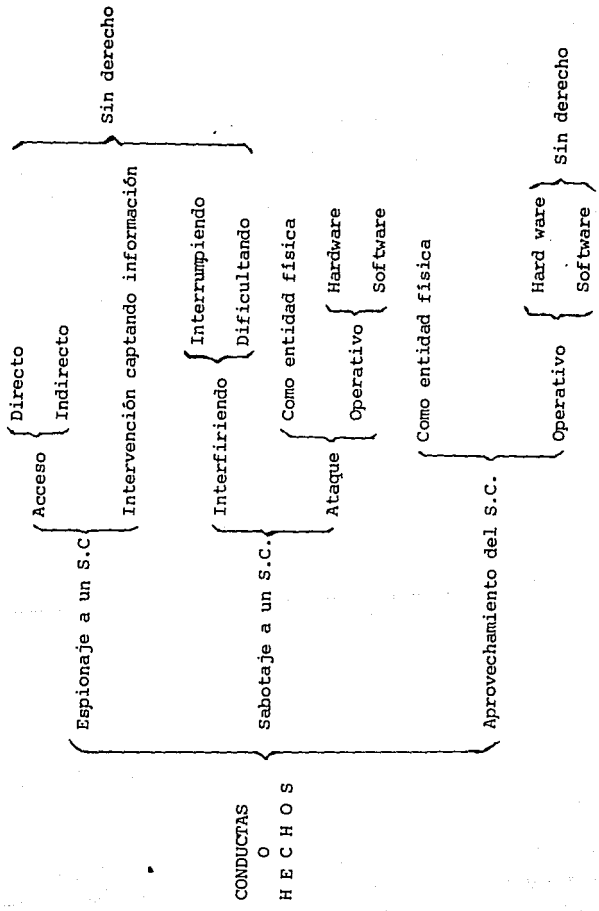 CONDUCTAS
O
H E C H O S
Espionaje a un S.C
Acceso
Directo
Indirecto
Intervención captando información
Sin derecho
Sabotaje a un S.C.
Interfiriendo
Interrumpiendo
Dificultando
Ataque
Como entidad física
Operativo
Hardware
Software
Aprovechamiento del S.C.
Como entidad física
Operativo
Hard ware
Software
Sin derecho